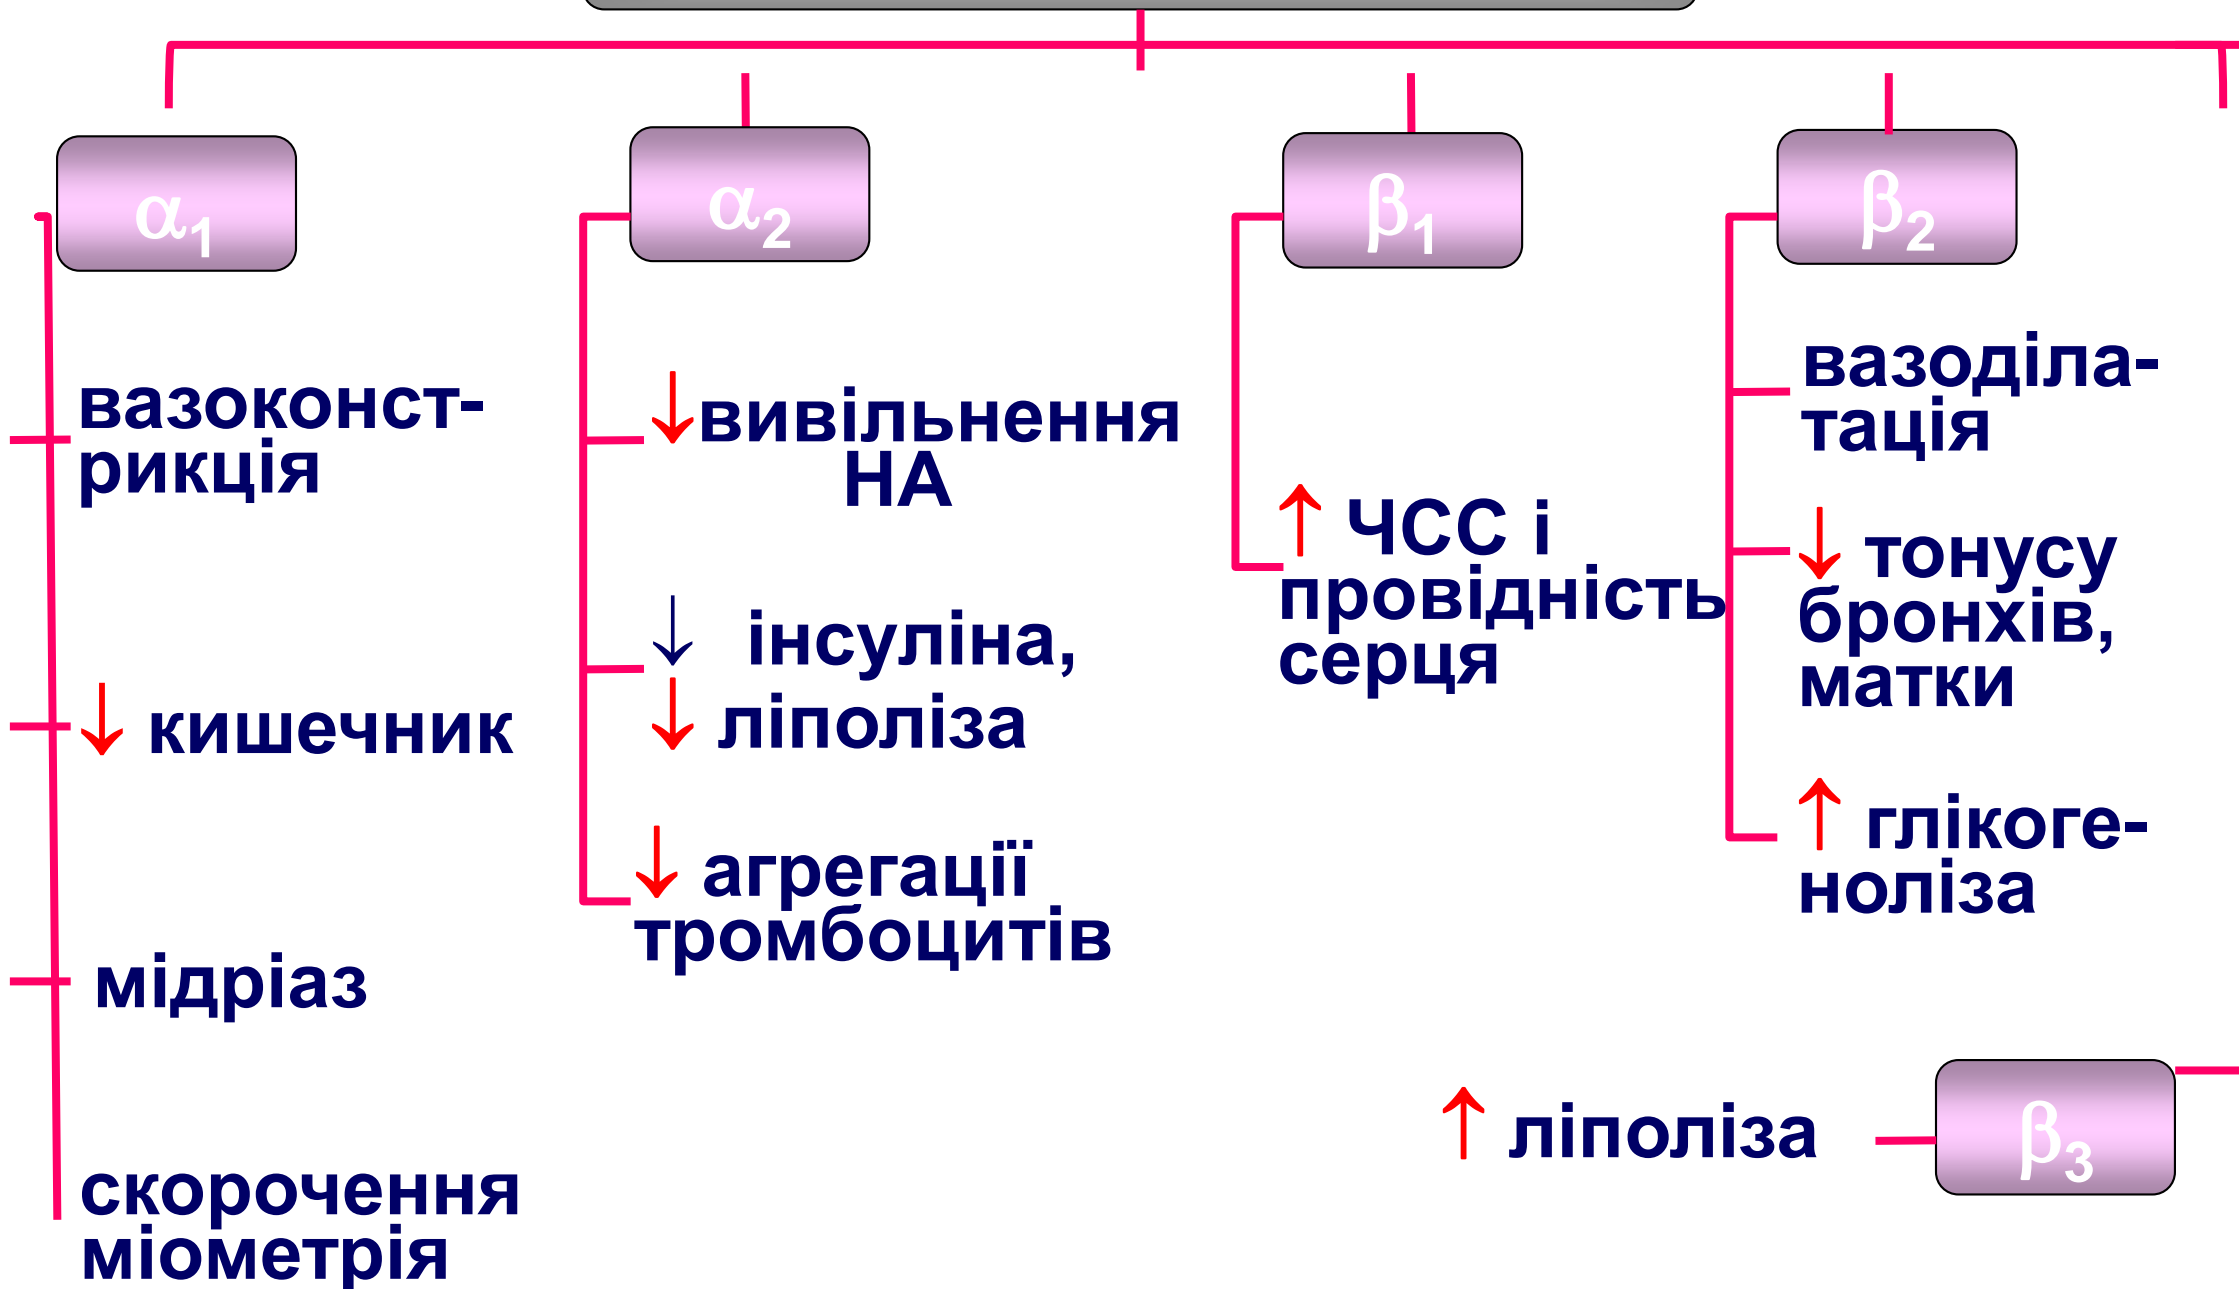 α1
вазоконст-
рикція
↓ кишечник
мідріаз
скорочення
міометрія
α2
↓вивільнення
НА
↓ інсуліна,
↓ ліполіза
↓ агрегації
тромбоцитів
β1
↑ ЧСС і
провідність
серця
β2
вазоділа-
тація
↓ тонусу
бронхів,
матки
↑ глікоге-
ноліза
↑ ліполіза
β3